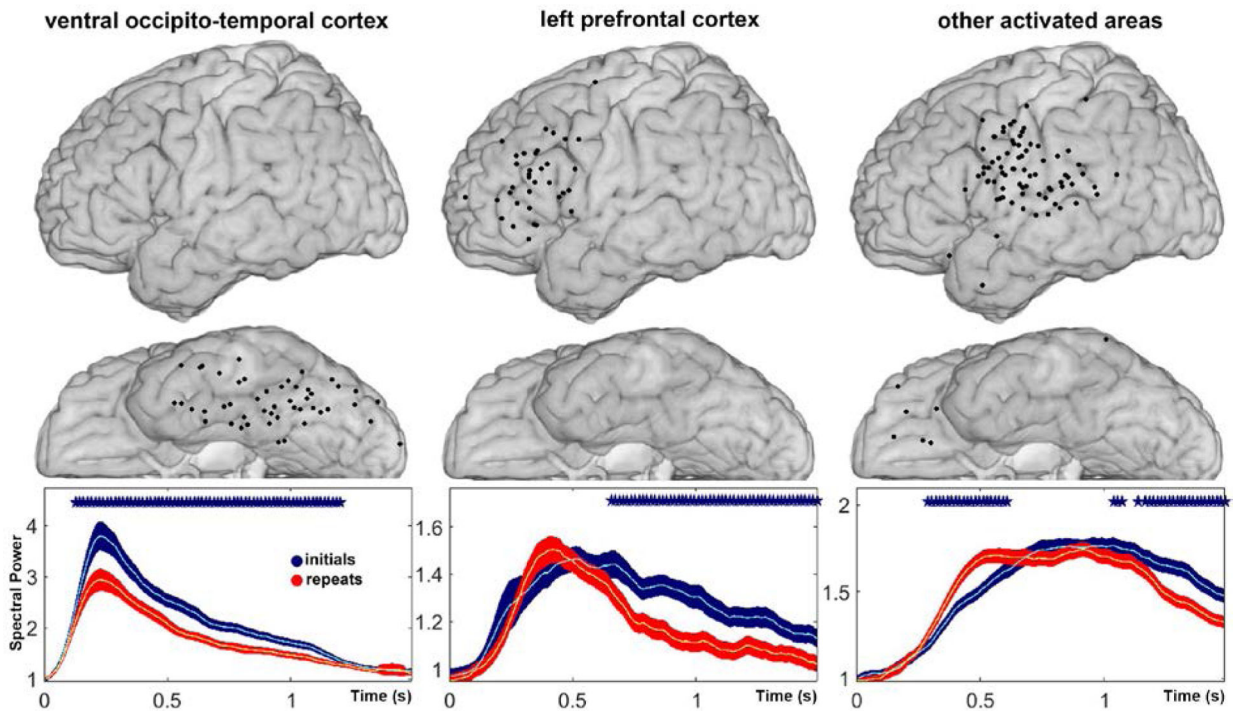 ventral occipito-temporal cortex
left prefrontal cortex
other activated areas
4
3
2
1
Spectral Power
initials
repeats
0
0.5
1
Time (s)
1.6
1.4
1.2
1
0
0.5
1
Time (s)
2
1.5
1
0
0.5
1
Time (s)